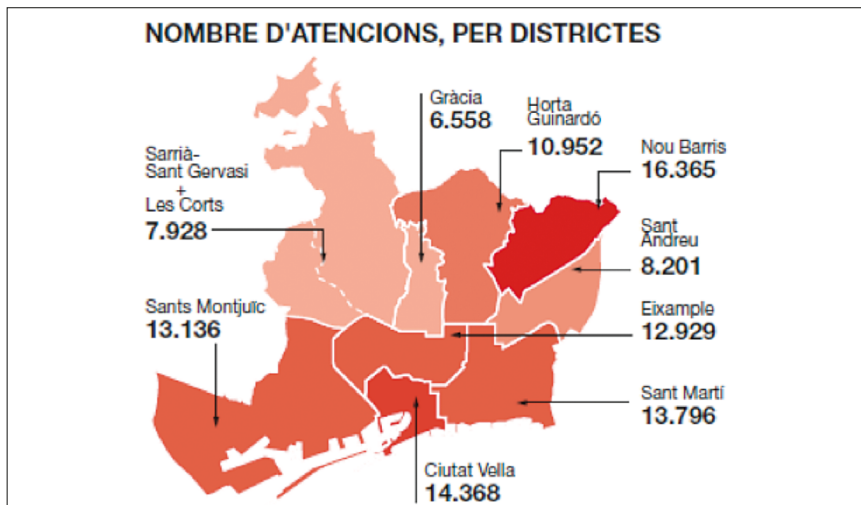 NOMBRE D'ATENCIONS, PER DISTRICTES
Gràcia
6.558
Horta
Guinardó
10.952
Nou Barris
16.365
Sarrià-
Sant Gervasi
+
Les Corts
7.928
Sant
Andreu
8.201
Sants Montjuïc
13.136
Eixample
12.929
Sant Martí
13.796
Ciutat Vella
14.368